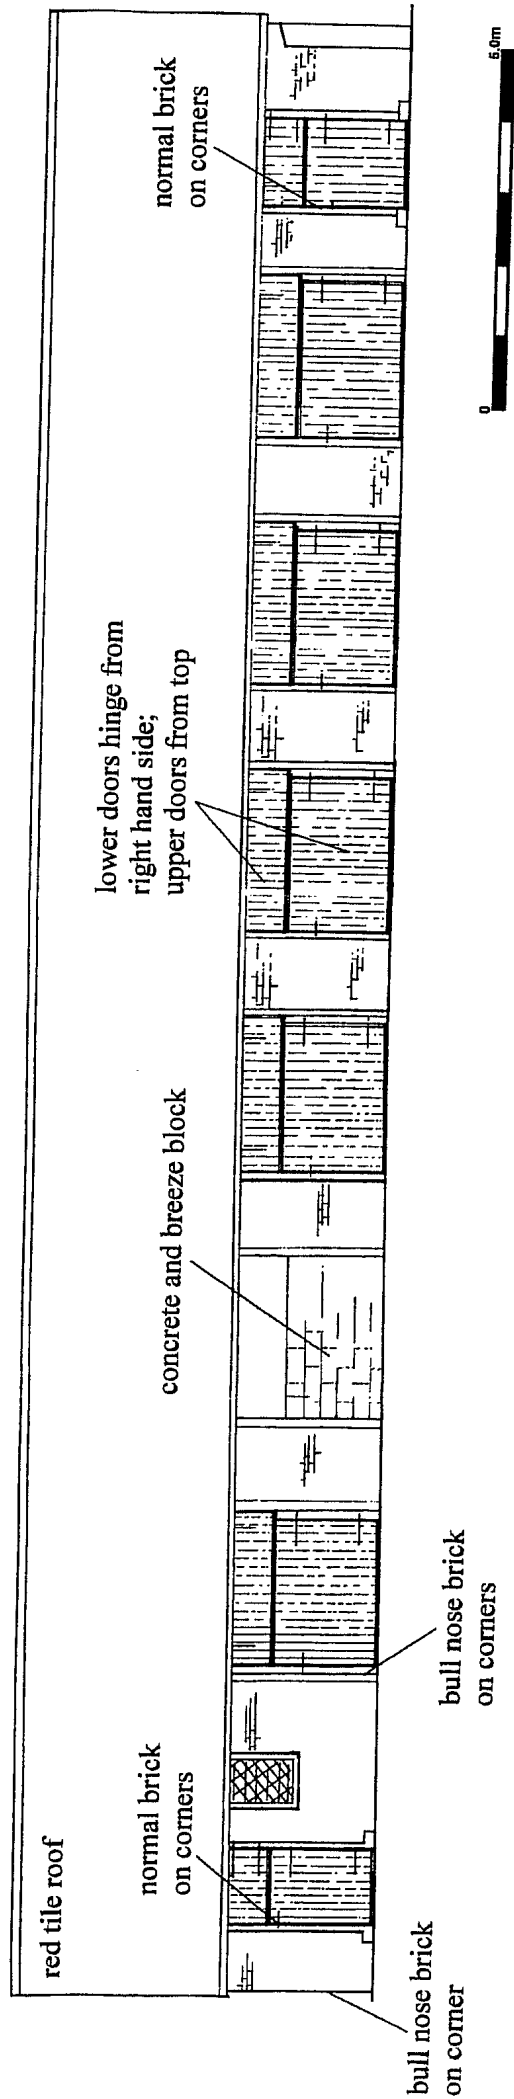 red tile roof
normal brick
on corners
concrete and breeze block
lower doors hinge from
right hand side;
upper doors from top
normal brick
on corners
bull nose brick
on corner
bull nose brick
on corners
0
5.0m